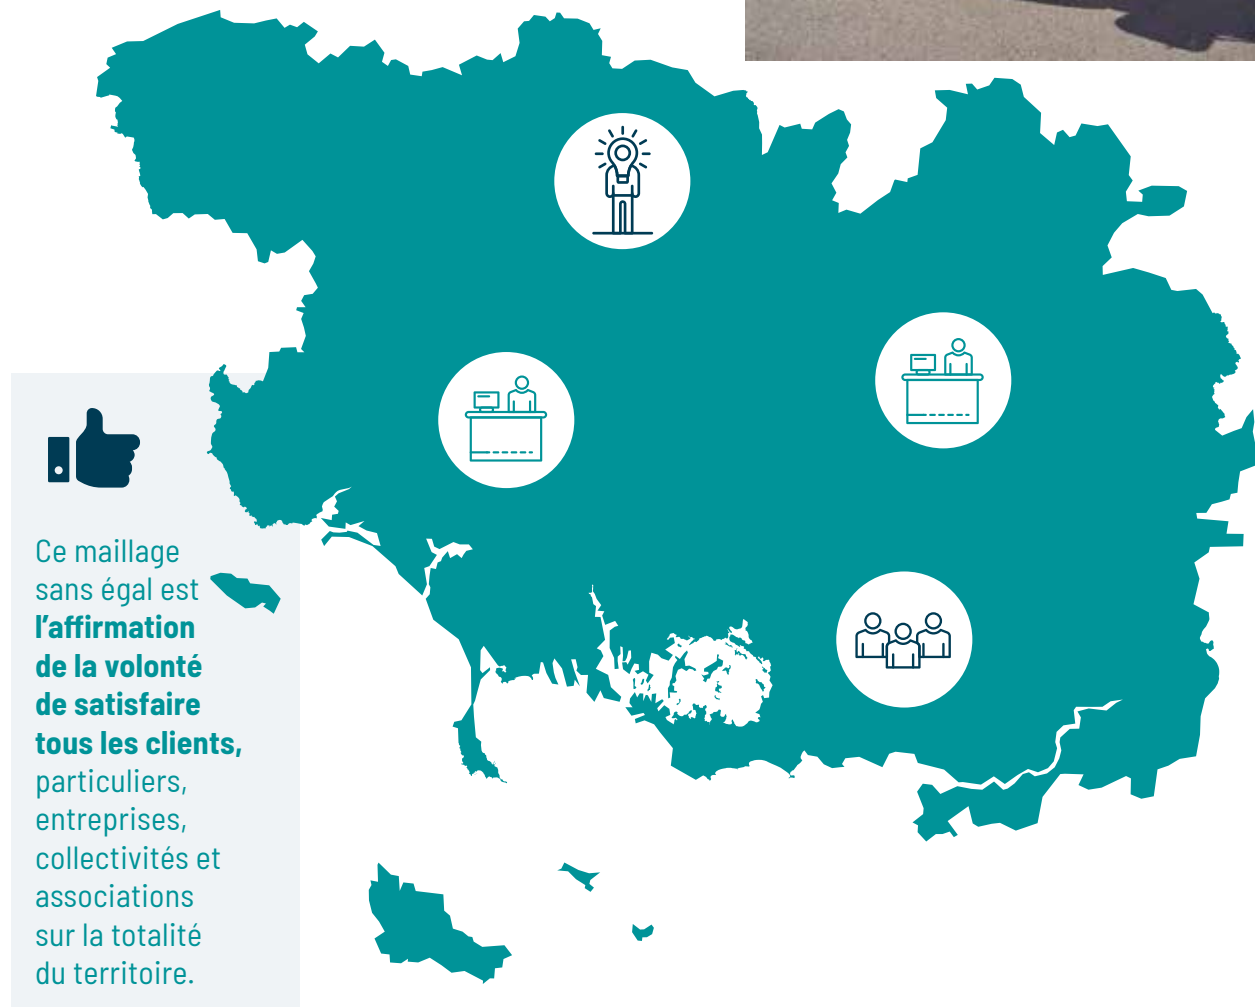 Ce maillage
sans égal est
l’affirmation
de la volonté
de satisfaire
tous les clients,
particuliers,
entreprises,
collectivités et
associations
sur la totalité
du territoire.